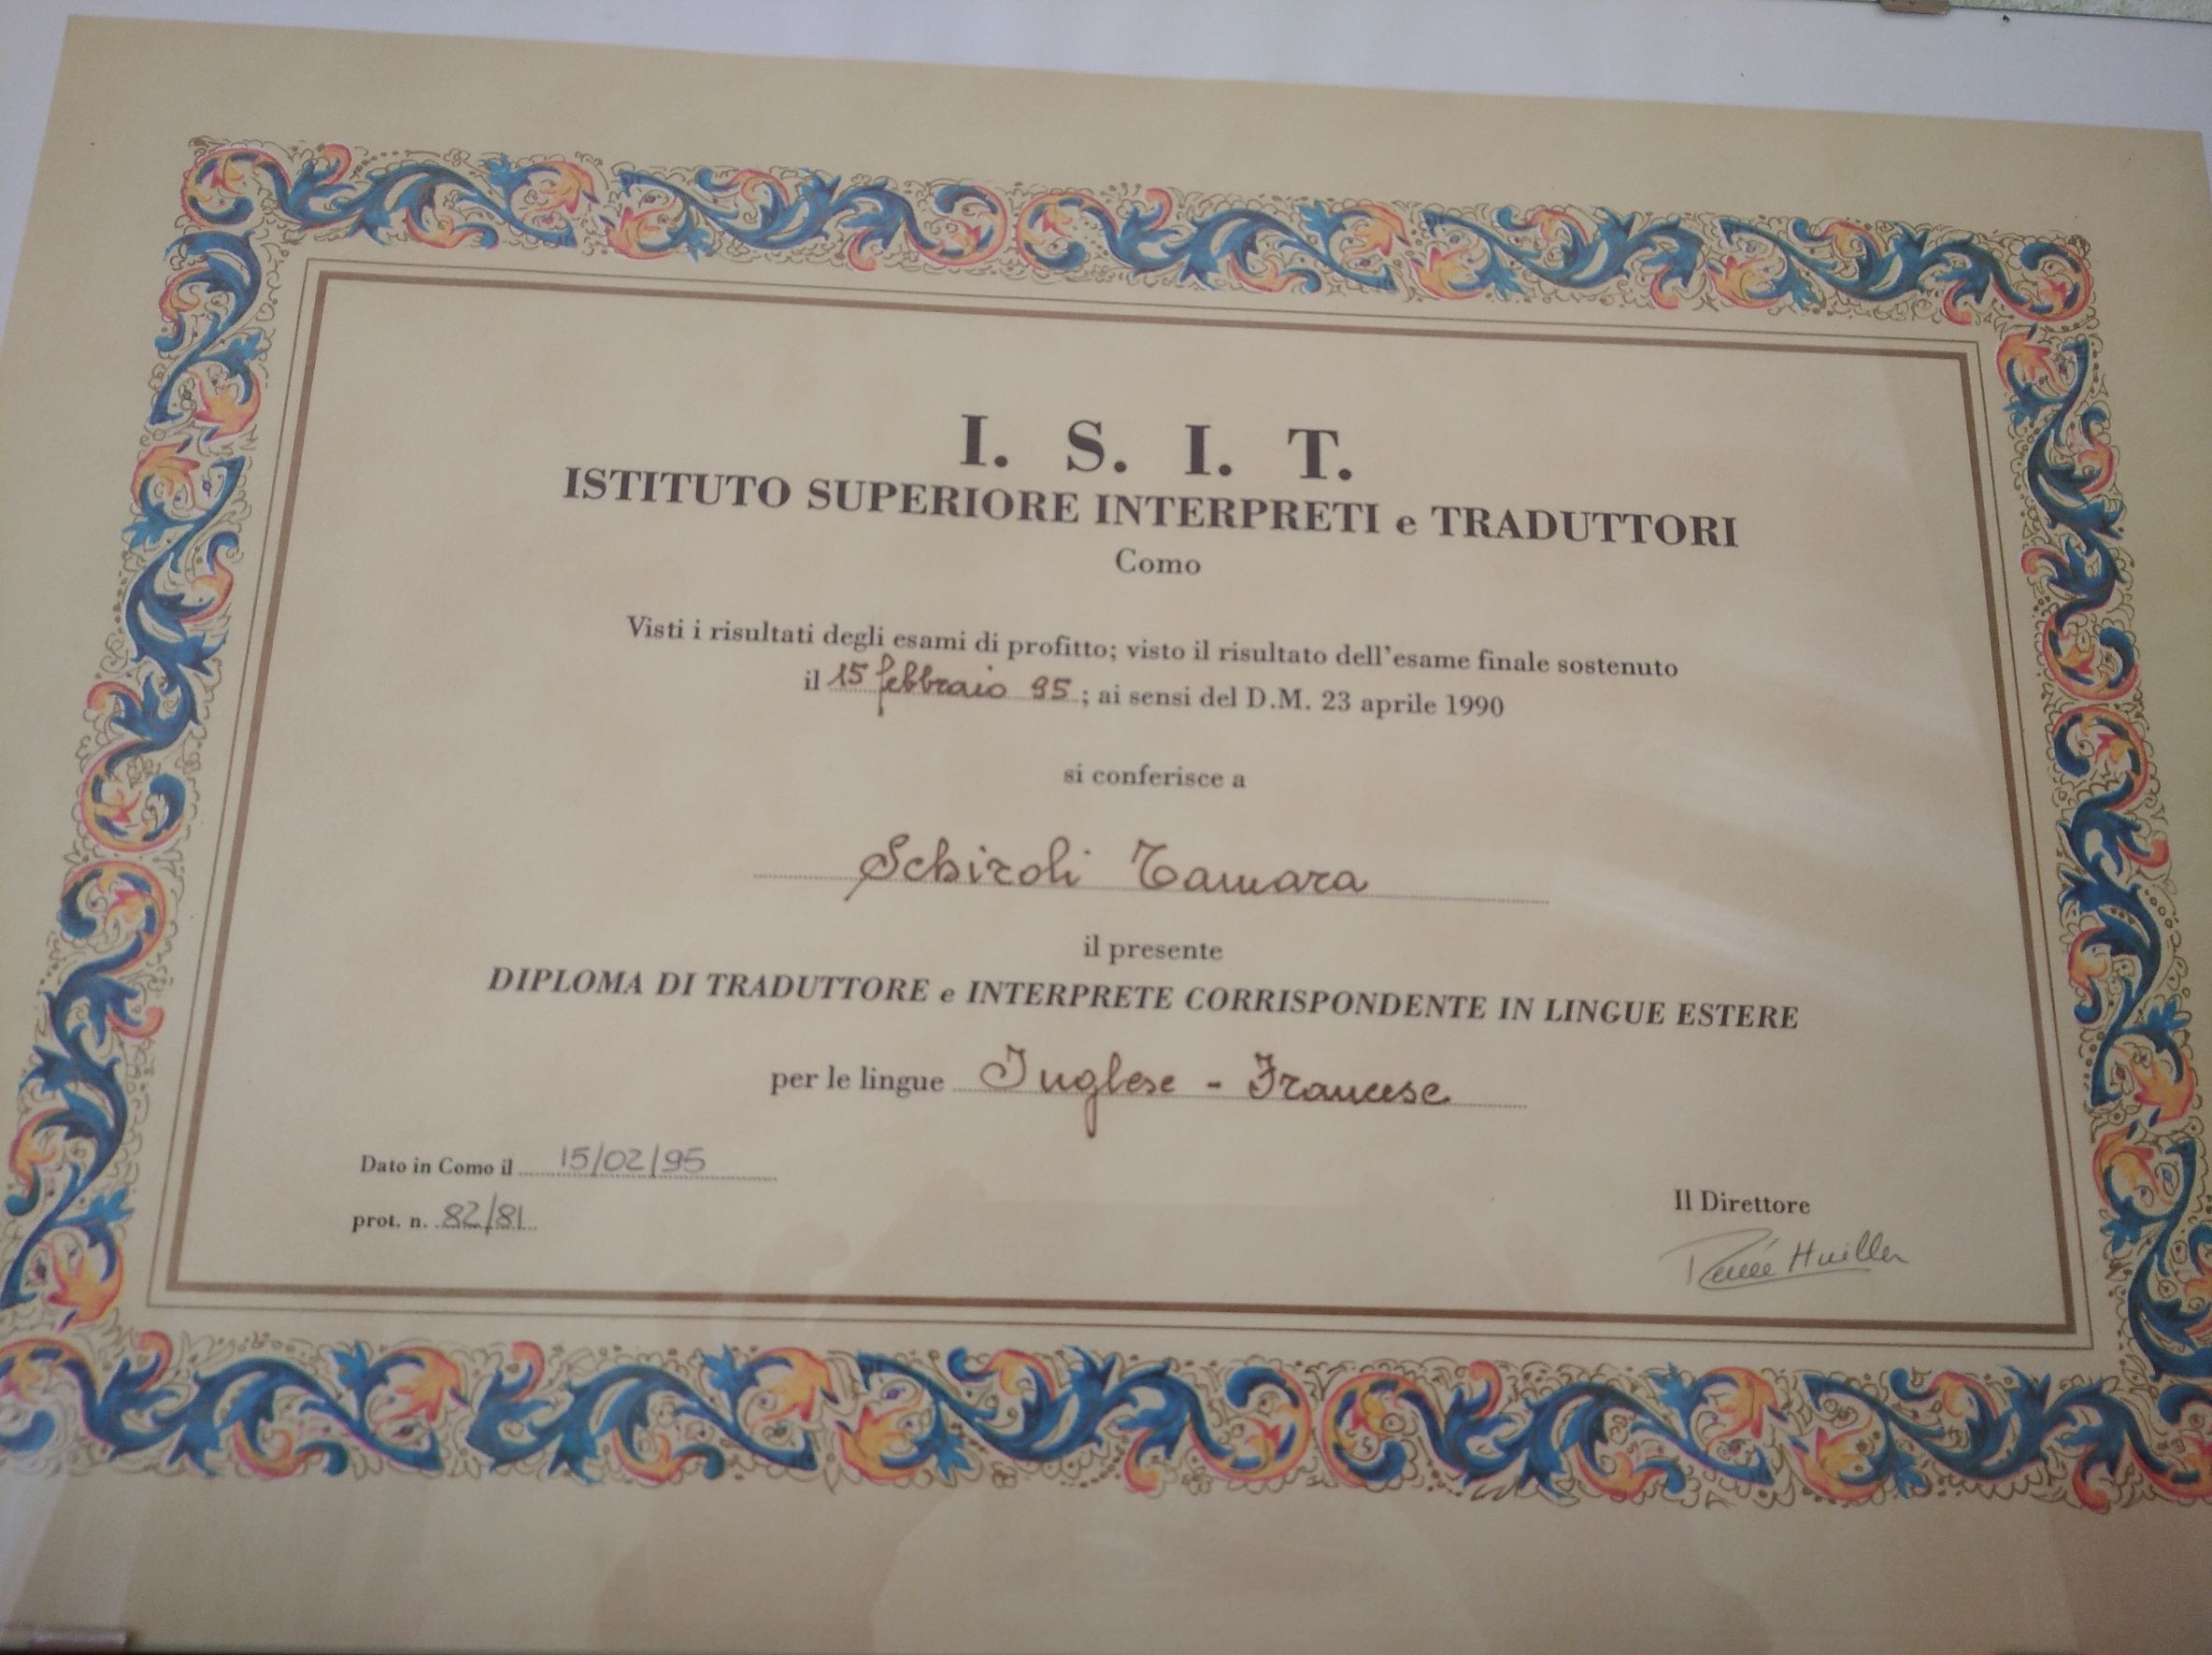 I. S. I. T.
ISTITUTO SUPERIORE INTERPRETI e TRADUTTORI
Como
Visti i risultati degli esami di profitto; visto il risultato dell'esame finale sostenuto
il 15 febbraio 95; ai sensi del D.M. 23 aprile 1990
si conferisce a
Schiroli Tamara
il presente
DIPLOMA DI TRADUTTORE e INTERPRETE CORRISPONDENTE IN LINGUE ESTERE
per le lingue Inglese - Francese
Dato in Como il 15/02/95
prot. n. 82/81
Il Direttore
Renée